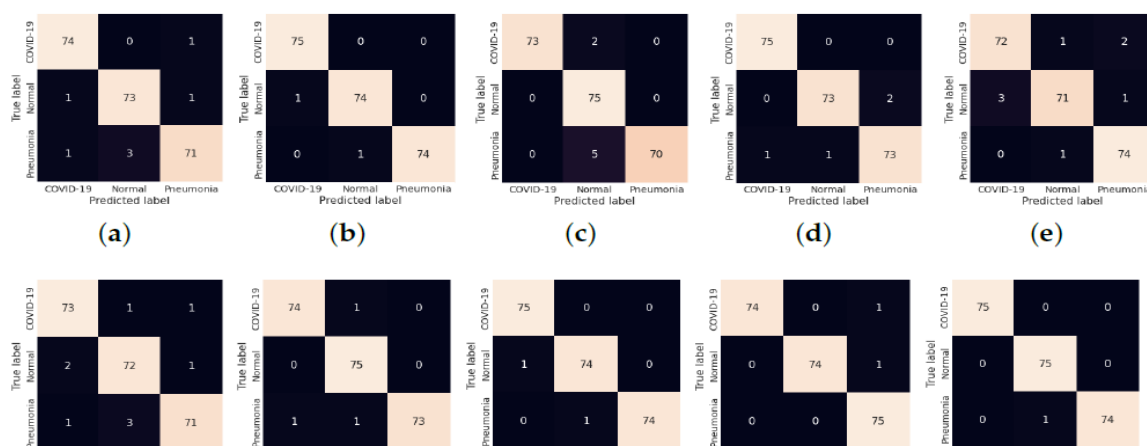 True label
COVID-19 74 0 1
Normal 1 73 1
Pneumonia 1 3 71
COVID-19 Normal Pneumonia
Predicted label
(a)
True label
COVID-19 75 0 0
Normal 1 74 0
Pneumonia 0 1 74
COVID-19 Normal Pneumonia
Predicted label
(b)
True label
COVID-19 73 2 0
Normal 0 75 0
Pneumonia 0 5 70
COVID-19 Normal Pneumonia
Predicted label
(c)
True label
COVID-19 75 0 0
Normal 0 73 2
Pneumonia 1 1 73
COVID-19 Normal Pneumonia
Predicted label
(d)
True label
COVID-19 72 1 2
Normal 3 71 1
Pneumonia 0 1 74
COVID-19 Normal Pneumonia
Predicted label
(e)
True label
COVID-19 73 1 1
Normal 2 72 1
Pneumonia 1 3 71
True label
COVID-19 74 1 0
Normal 0 75 0
Pneumonia 1 1 73
True label
COVID-19 75 0 0
Normal 1 74 0
Pneumonia 0 1 74
True label
COVID-19 74 0 1
Normal 0 74 1
Pneumonia 0 0 75
True label
COVID-19 75 0 0
Normal 0 75 0
Pneumonia 0 1 74